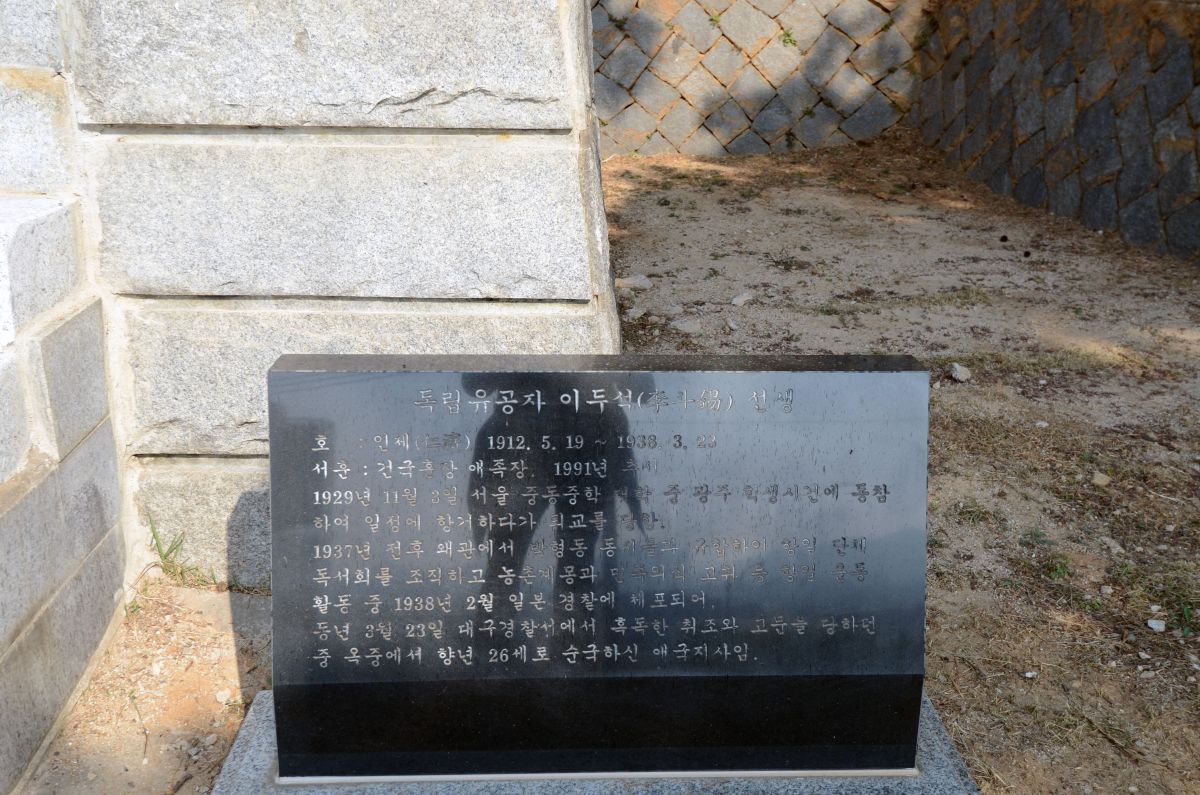 독립유공자 이두석(李斗錫) 선생
호 : 인제(仁濟) 1912. 5. 19 ~ 1938. 3. 23
서훈 : 건국훈장 애족장. 1991년 추서
1929년 11월 3일 서울 중동중학 재학 중 광주 학생사건에 동참
하여 일정에 항거하다가 퇴교를 당함.
1937년 전후 왜관에서 박형동 동지들과 규합하여 항일 단체
독서회를 조직하고 농촌계몽과 민족의식 고취 등 항일 운동
활동 중 1938년 2월 일본 경찰에 체포되어,
동년 3월 23일 대구경찰서에서 혹독한 취조와 고문을 당하던
중 옥중에서 향년 26세로 순국하신 애국지사임.